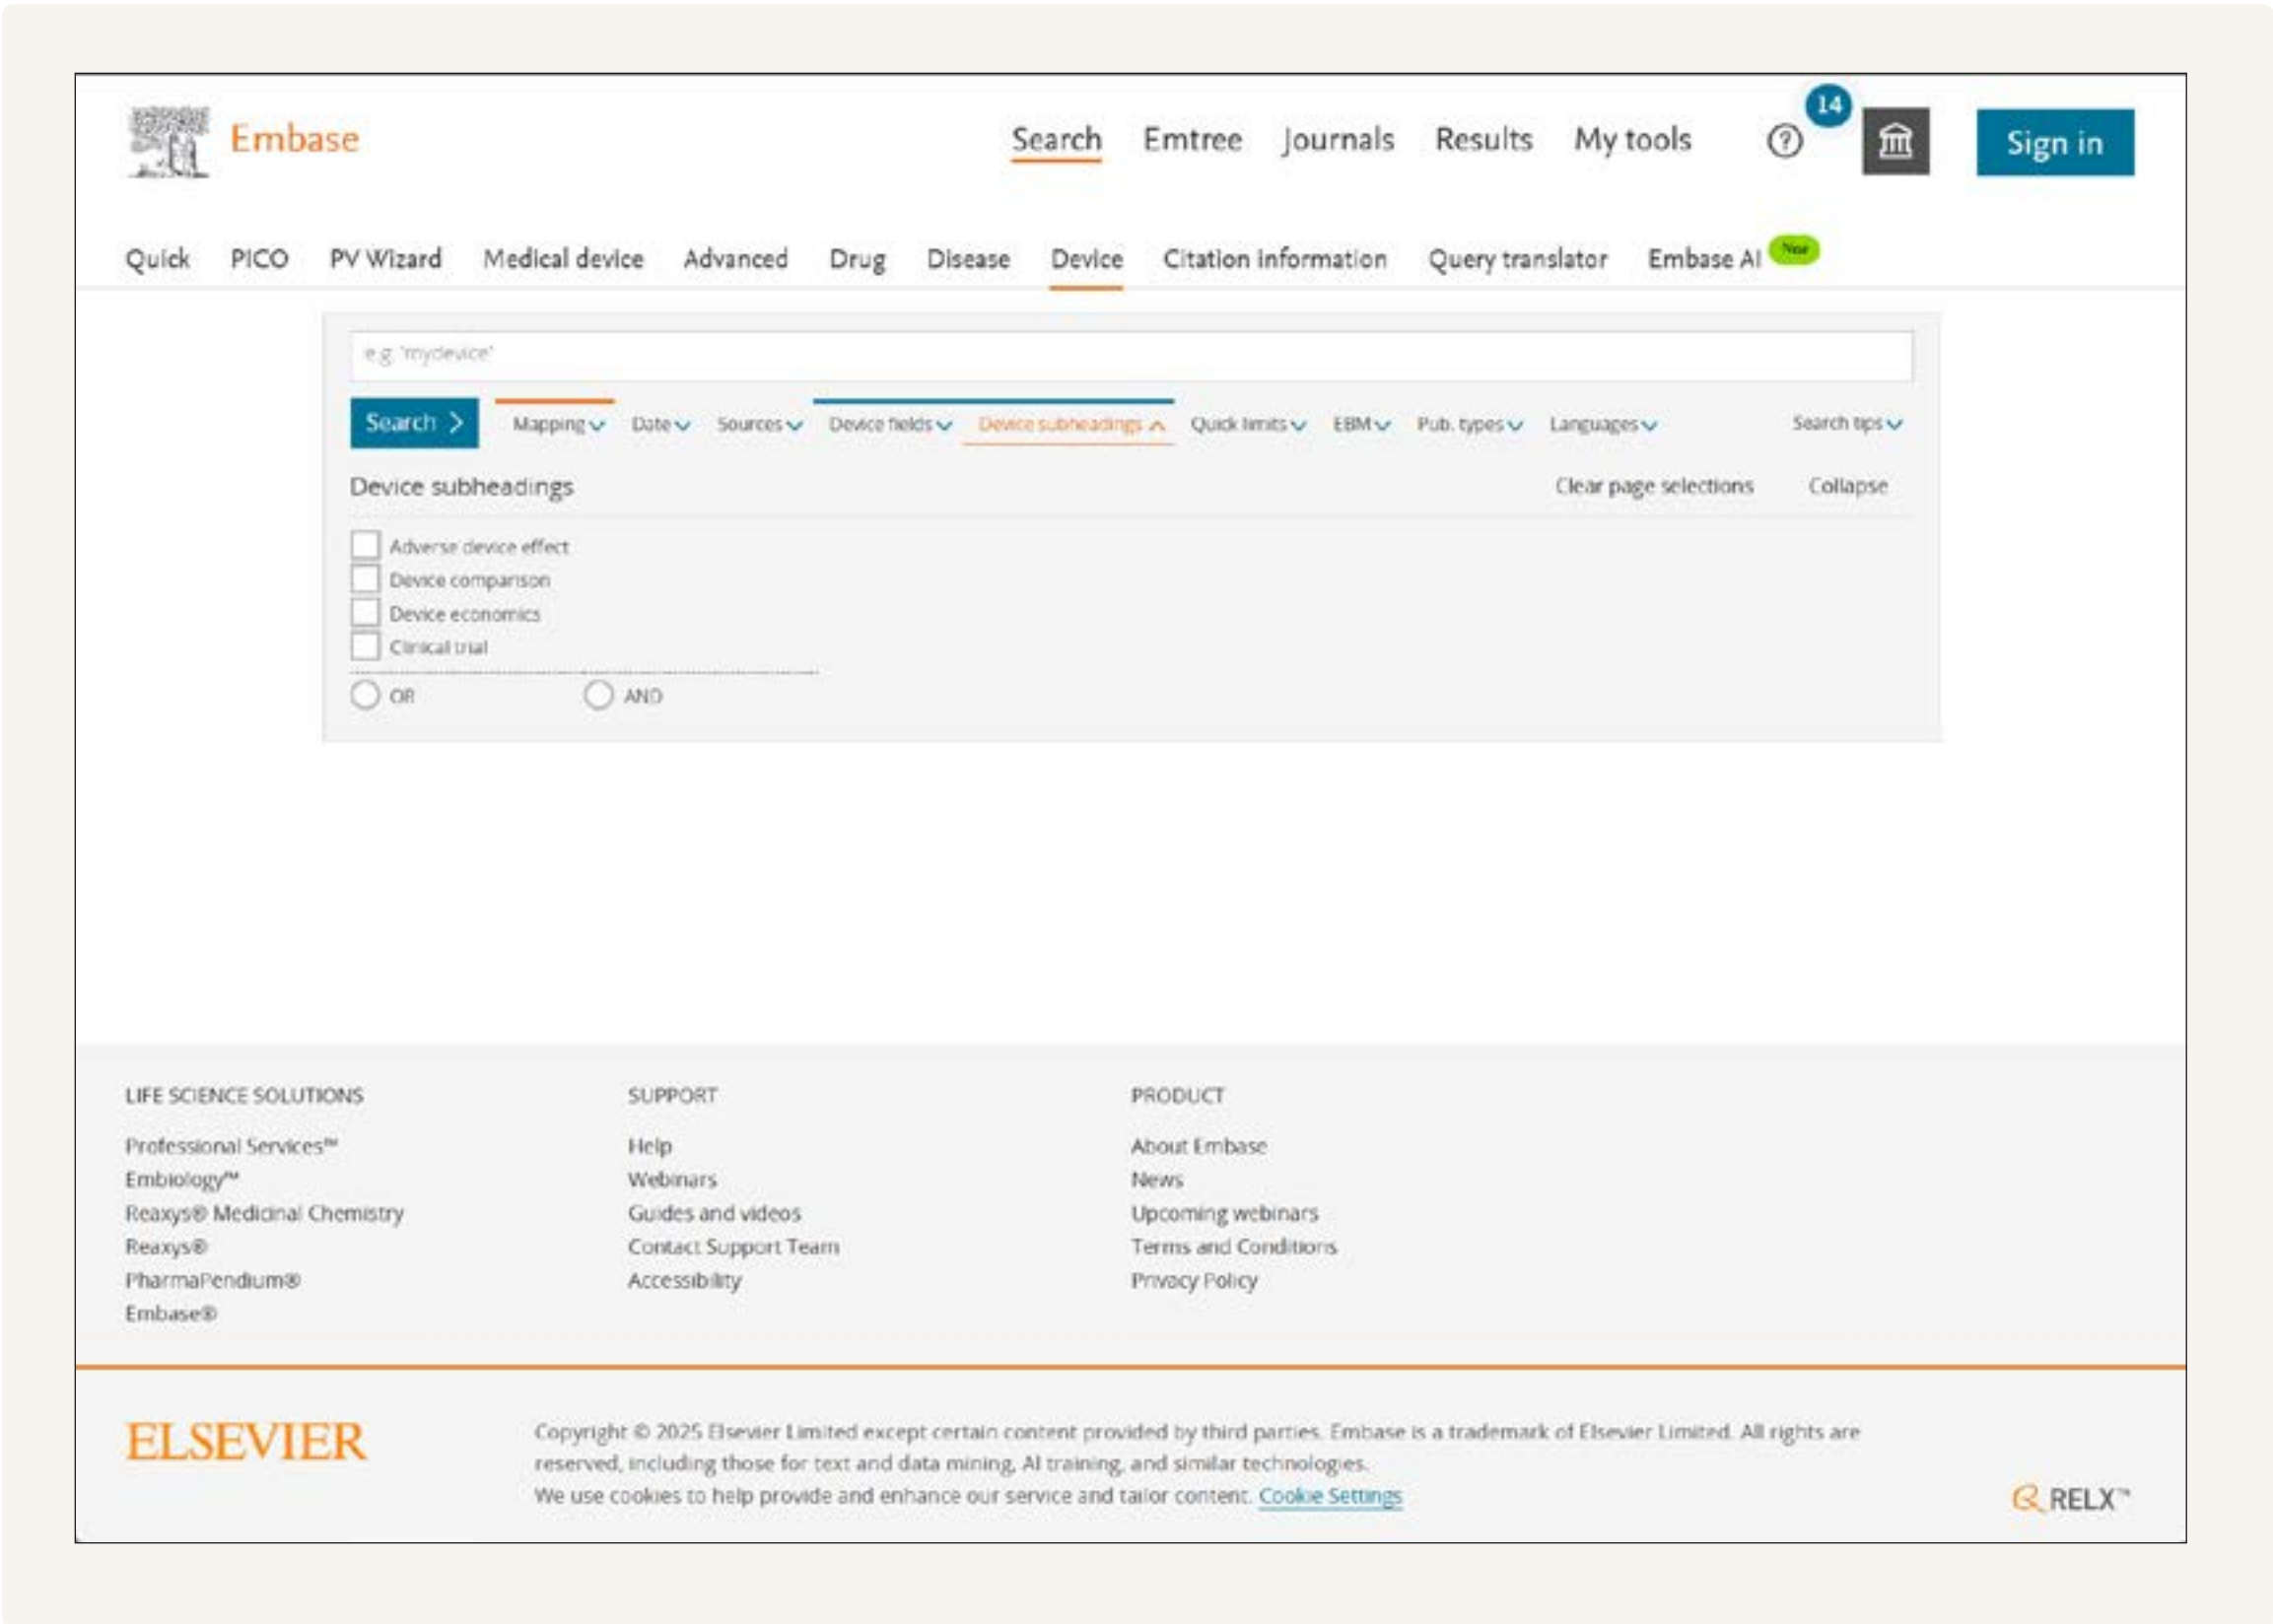 Embase
Search Emtree Journals Results My tools 14 Sign in
Quick PICO PV Wizard Medical device Advanced Drug Disease Device Citation information Query translator Embase AI New
e.g. 'mydevice'
Search > Mapping Date Sources Device fields Device subheadings Quick limits EBM Pub. types Languages Search tips
Device subheadings Clear page selections Collapse
Adverse device effect
Device comparison
Device economics
Clinical trial
OR AND
LIFE SCIENCE SOLUTIONS SUPPORT PRODUCT
Professional Services™ Help About Embase
Embiology™ Webinars News
Reaxys® Medicinal Chemistry Guides and videos Upcoming webinars
Reaxys® Contact Support Team Terms and Conditions
PharmaPendium® Accessibility Privacy Policy
Embase®
ELSEVIER
Copyright © 2025 Elsevier Limited except certain content provided by third parties. Embase is a trademark of Elsevier Limited. All rights are
reserved, including those for text and data mining, AI training, and similar technologies.
We use cookies to help provide and enhance our service and tailor content. Cookie Settings
RELX™